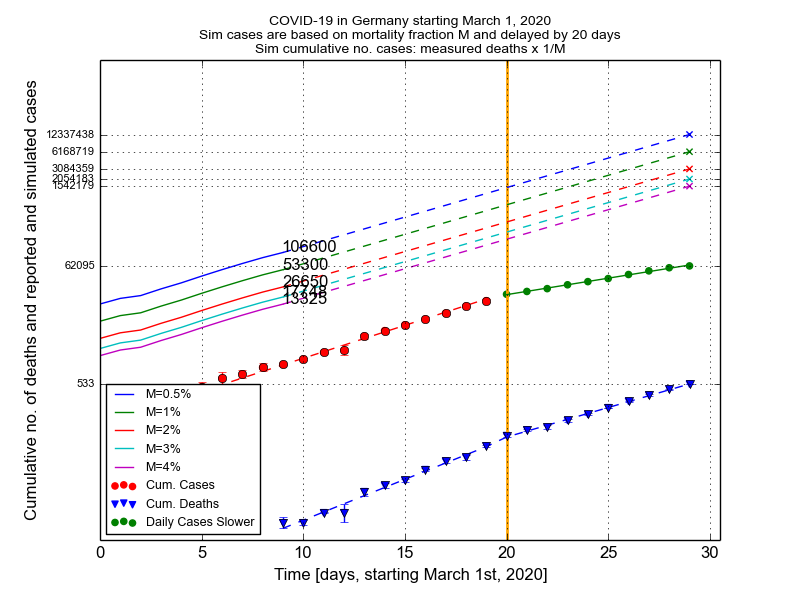 COVID-19 in Germany starting March 1, 2020
Sim cases are based on mortality fraction M and delayed by 20 days
Sim cumulative no. cases: measured deaths x 1/M
Cumulative no. of deaths and reported and simulated cases
12337438
6168719
3084359
2054183
1542179
62095
533
106600
53300
26650
17748
13325
M=0.5%
M=1%
M=2%
M=3%
M=4%
Cum. Cases
Cum. Deaths
Daily Cases Slower
0 5 10 15 20 25 30
Time [days, starting March 1st, 2020]